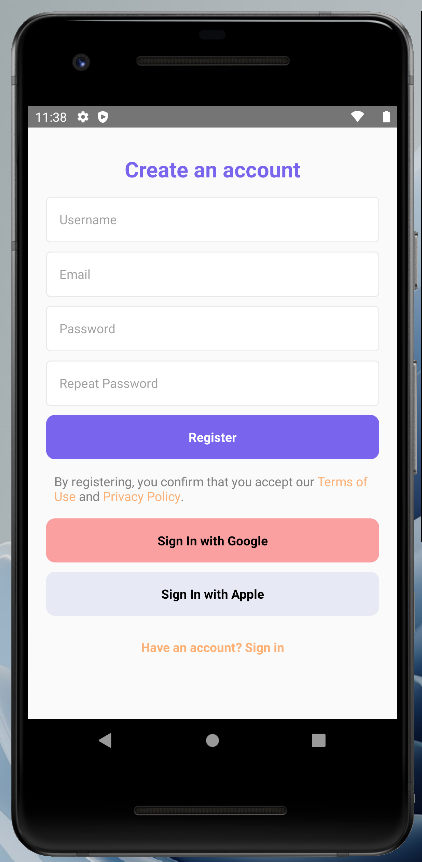 11:38
Create an account
Username
Email
Password
Repeat Password
Register
By registering, you confirm that you accept our Terms of
Use and Privacy Policy.
Sign In with Google
Sign In with Apple
Have an account? Sign in